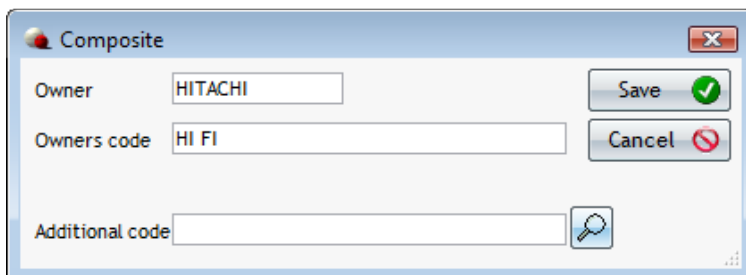 Composite
Owner HITACHI Save
Owners code HI FI Cancel
Additional code